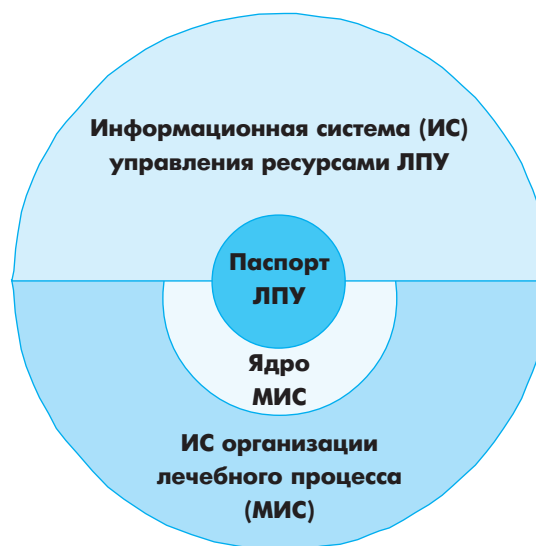 Информационная система (ИС)
управления ресурсами ЛПУ
Паспорт
ЛПУ
Ядро
МИС
ИС организации
лечебного процесса
(МИС)